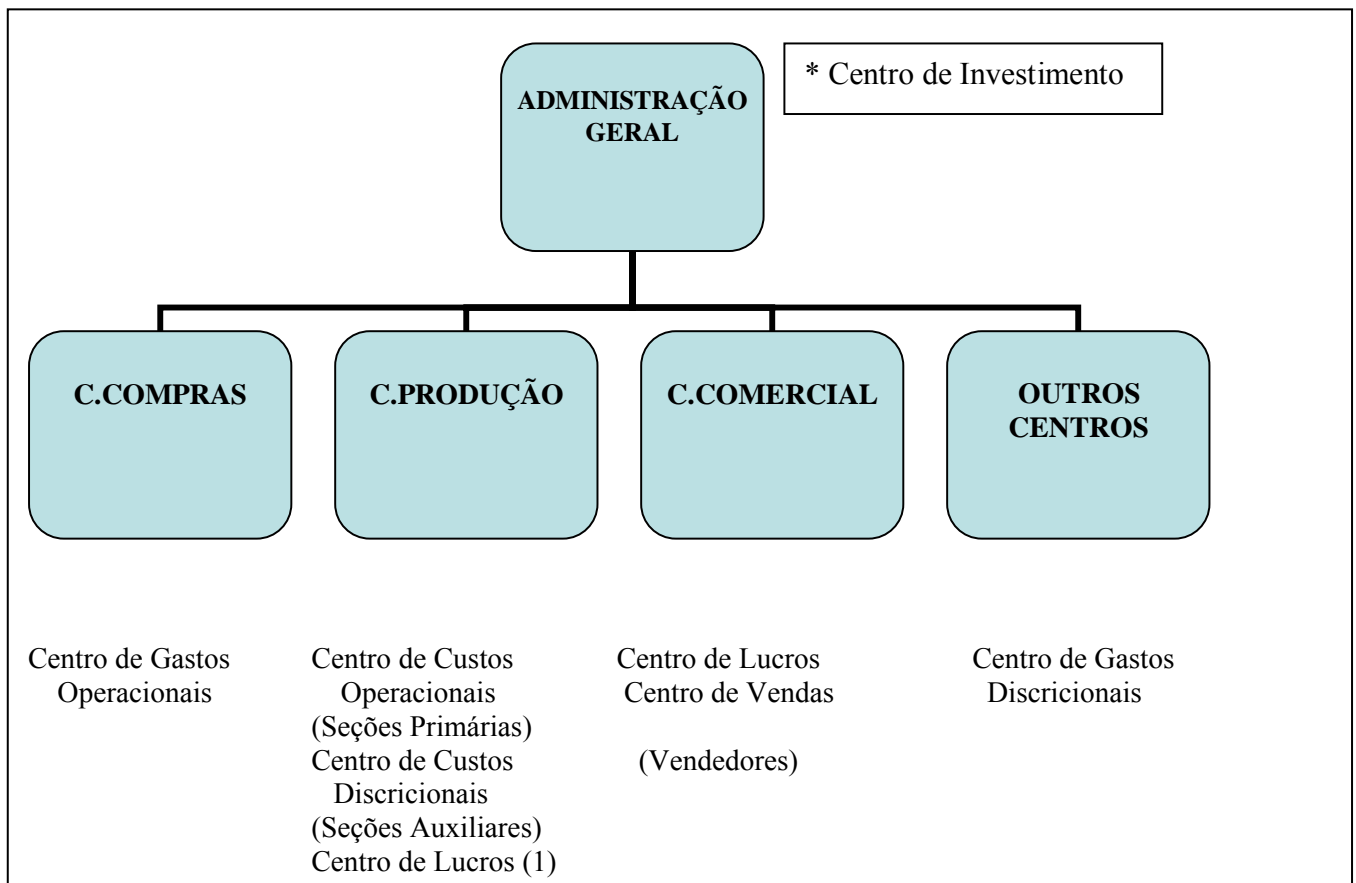 ADMINISTRAÇÃO
GERAL
* Centro de Investimento
C.COMPRAS
C.PRODUÇÃO
C.COMERCIAL
OUTROS
CENTROS
Centro de Gastos
Operacionais
Centro de Custos
Operacionais
(Seções Primárias)
Centro de Custos
Discricionais
(Seções Auxiliares)
Centro de Lucros (1)
Centro de Lucros
Centro de Vendas
(Vendedores)
Centro de Gastos
Discricionais